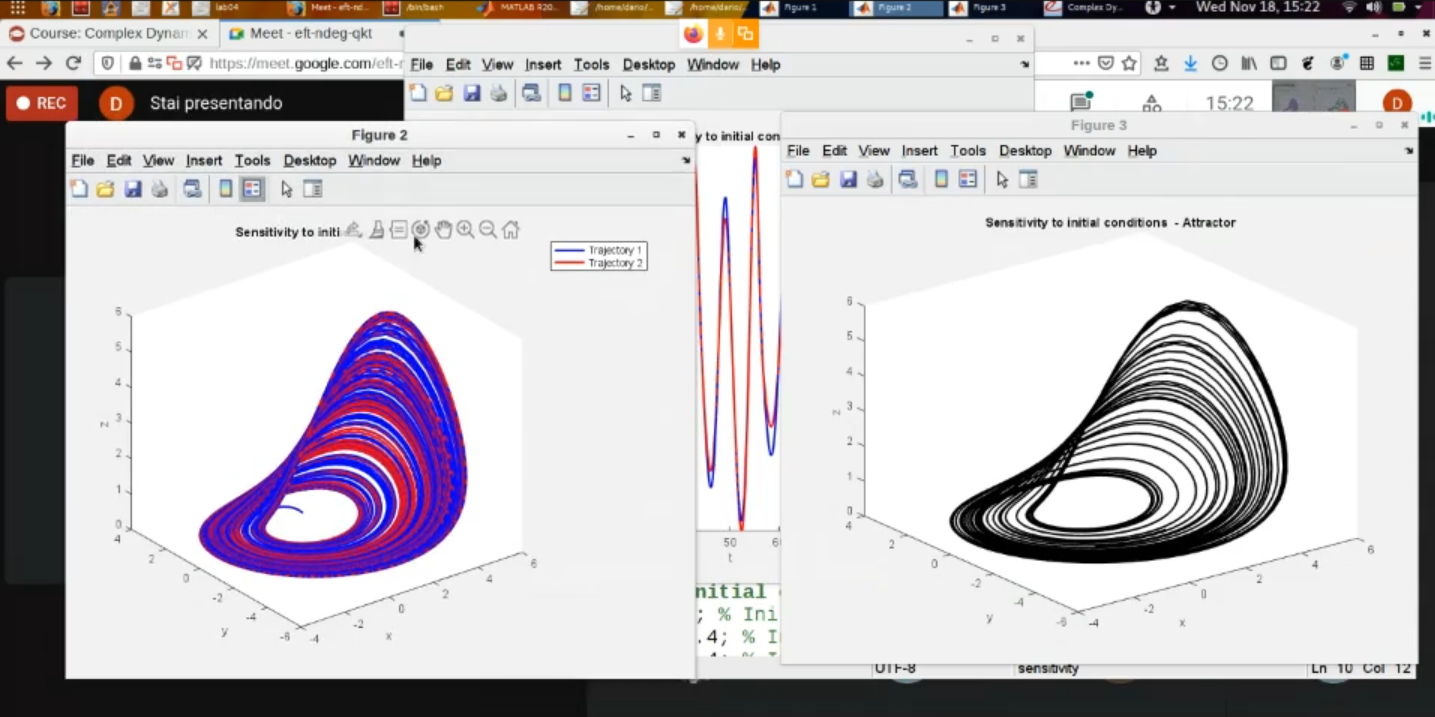 lab04
Meet - eft-nd...
/bin/bash
MATLAB R20...
/home/dario/...
/home/dario/...
Figure 1
Figure 2
Figure 3
Complex Dy...
Wed Nov 18, 15:22
Course: Complex Dynam
Meet - eft-ndeg-qkt
https://meet.google.com/eft-r
File Edit View Insert Tools Desktop Window Help
REC
D
Stai presentando
15:22
D
Figure 2
File Edit View Insert Tools Desktop Window Help
Sensitivity to initi
Trajectory 1
Trajectory 2
6
5
4
3
2
1
0
z
4
2
0
-2
-4
-6
y
-4
-2
0
2
4
6
x
y to initial con
50
60
t
nitial
; % Ini
.4; % I
Figure 3
File Edit View Insert Tools Desktop Window Help
Sensitivity to initial conditions - Attractor
6
5
4
3
2
1
0
z
4
2
0
-2
-4
-6
y
-4
-2
0
2
4
6
x
UTF-8
sensitivity
Ln 10 Col 12